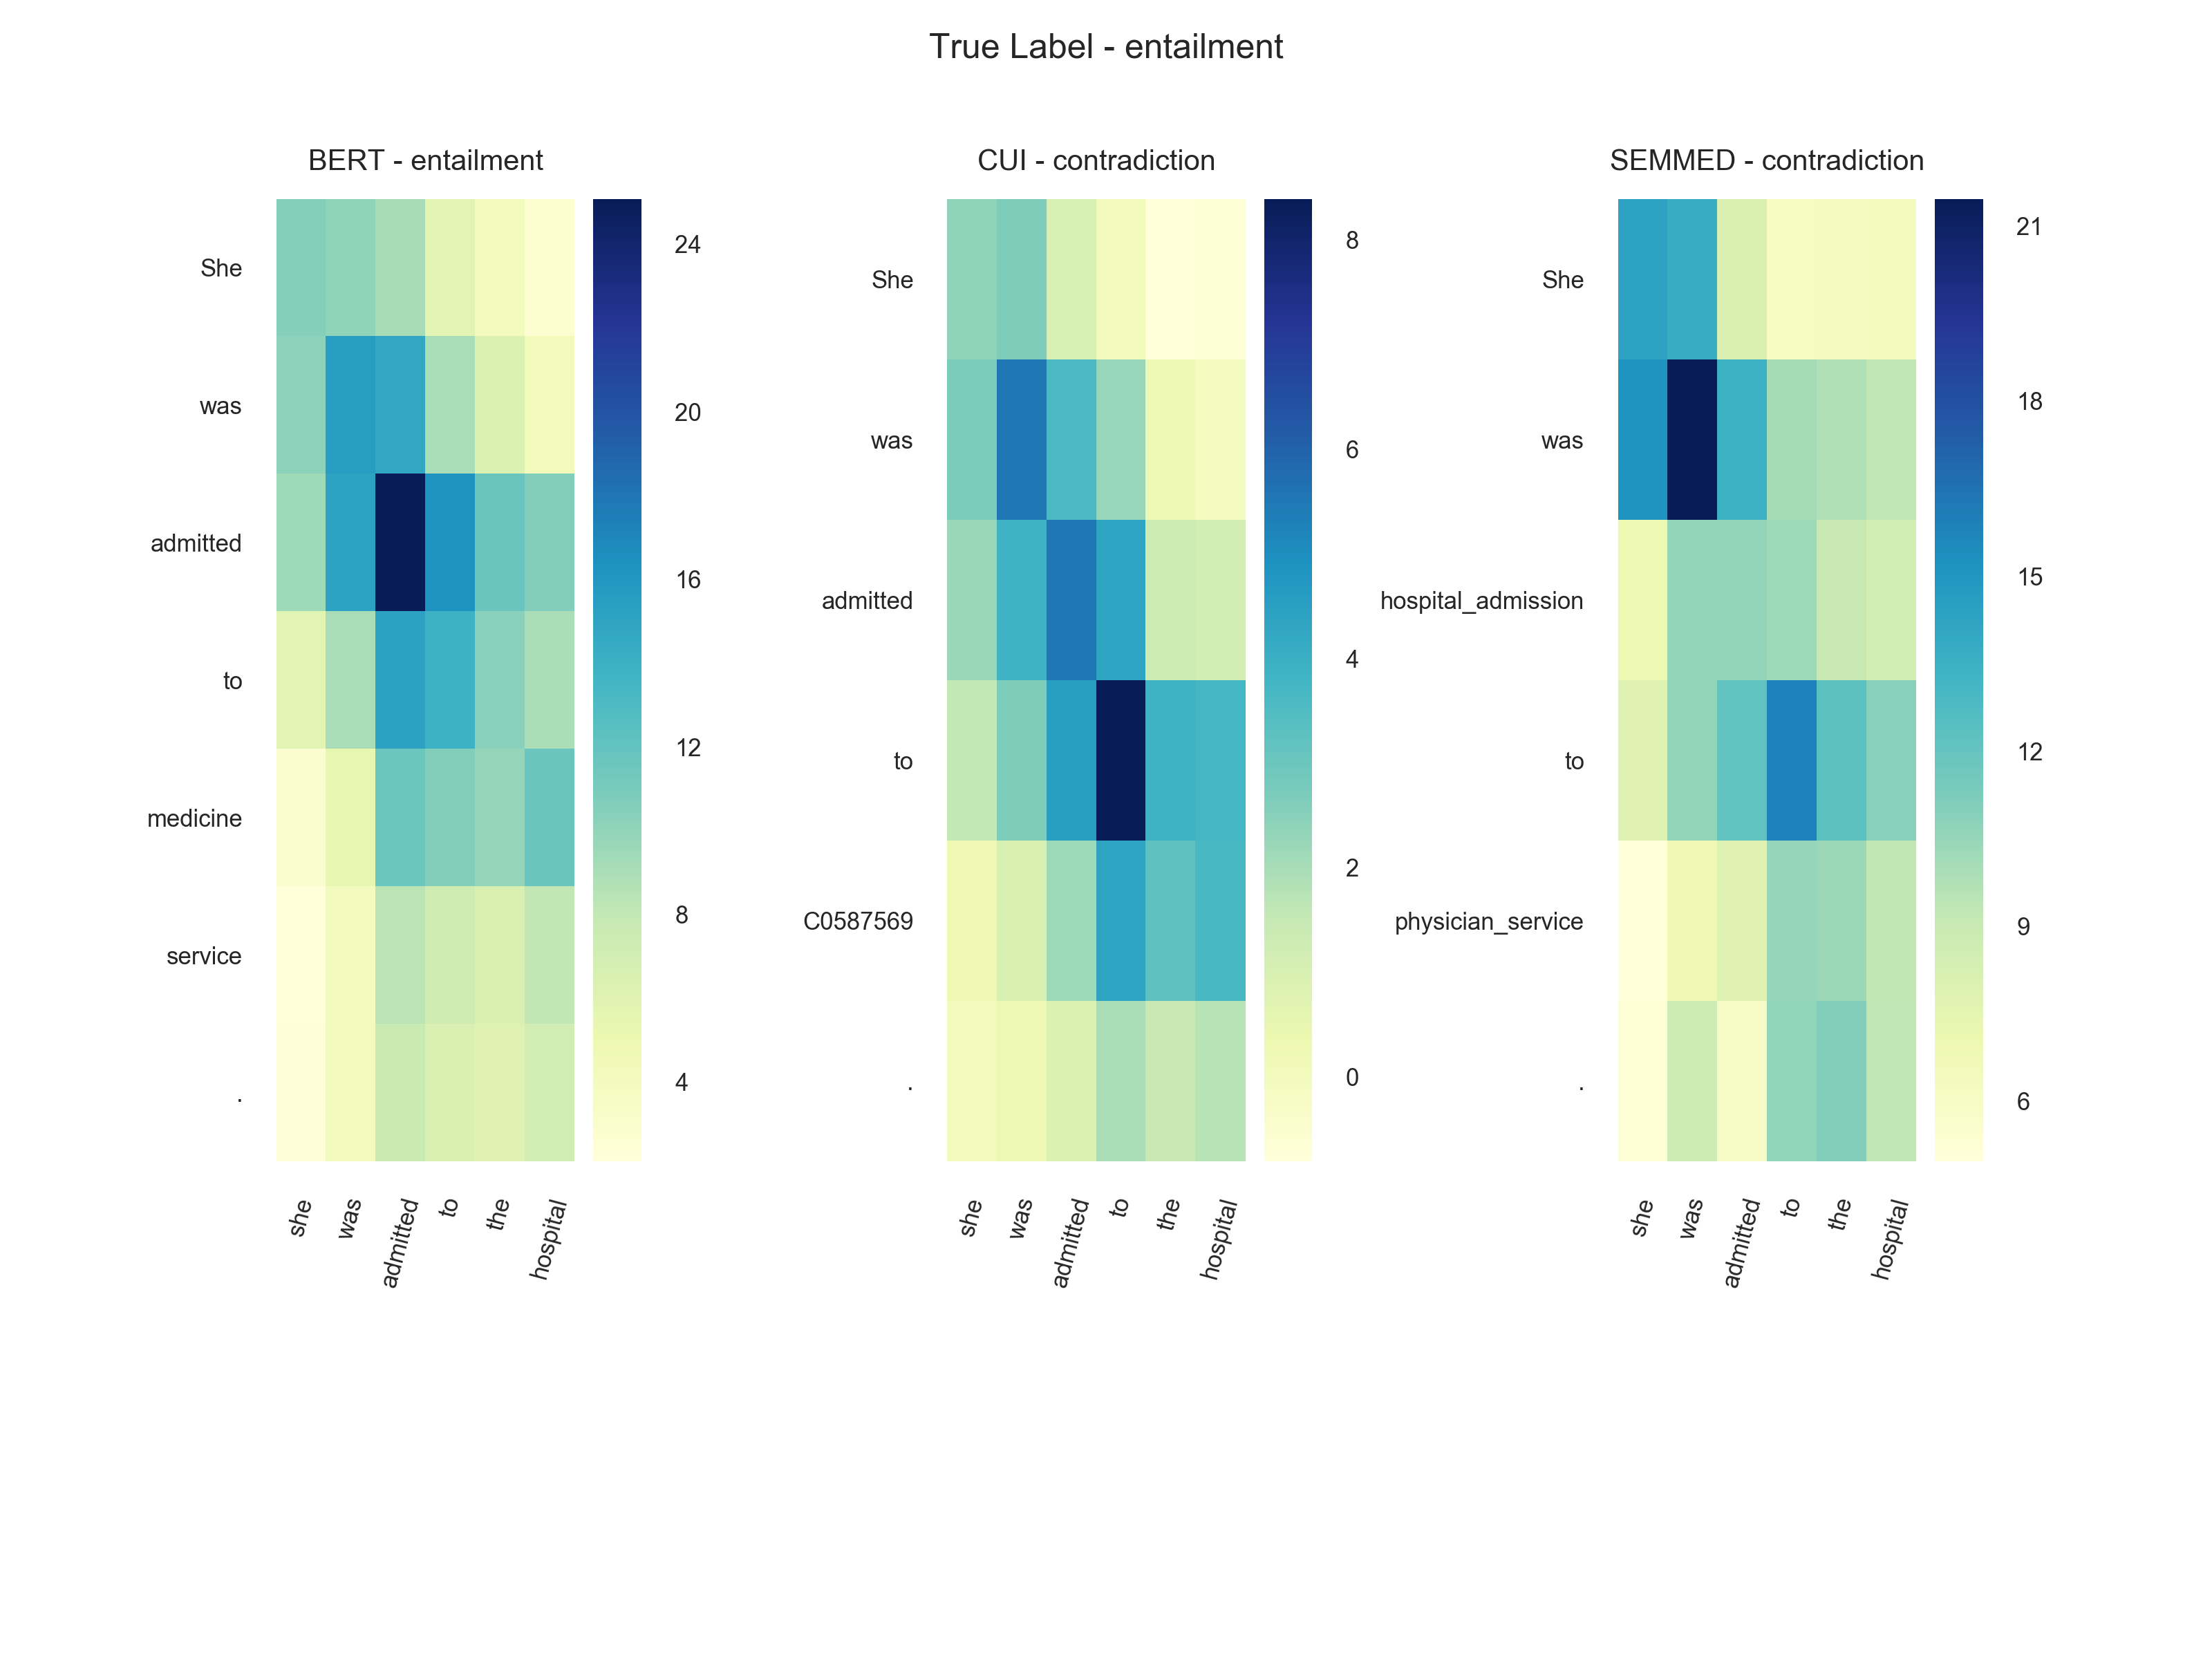 True Label - entailment
BERT - entailment
She
was
admitted
to
medicine
service
.
she
was
admitted
to
the
hospital
24
20
16
12
8
4
CUI - contradiction
She
was
admitted
to
C0587569
.
she
was
admitted
to
the
hospital
8
6
4
2
0
SEMMED - contradiction
She
was
hospital_admission
to
physician_service
.
she
was
admitted
to
the
hospital
21
18
15
12
9
6